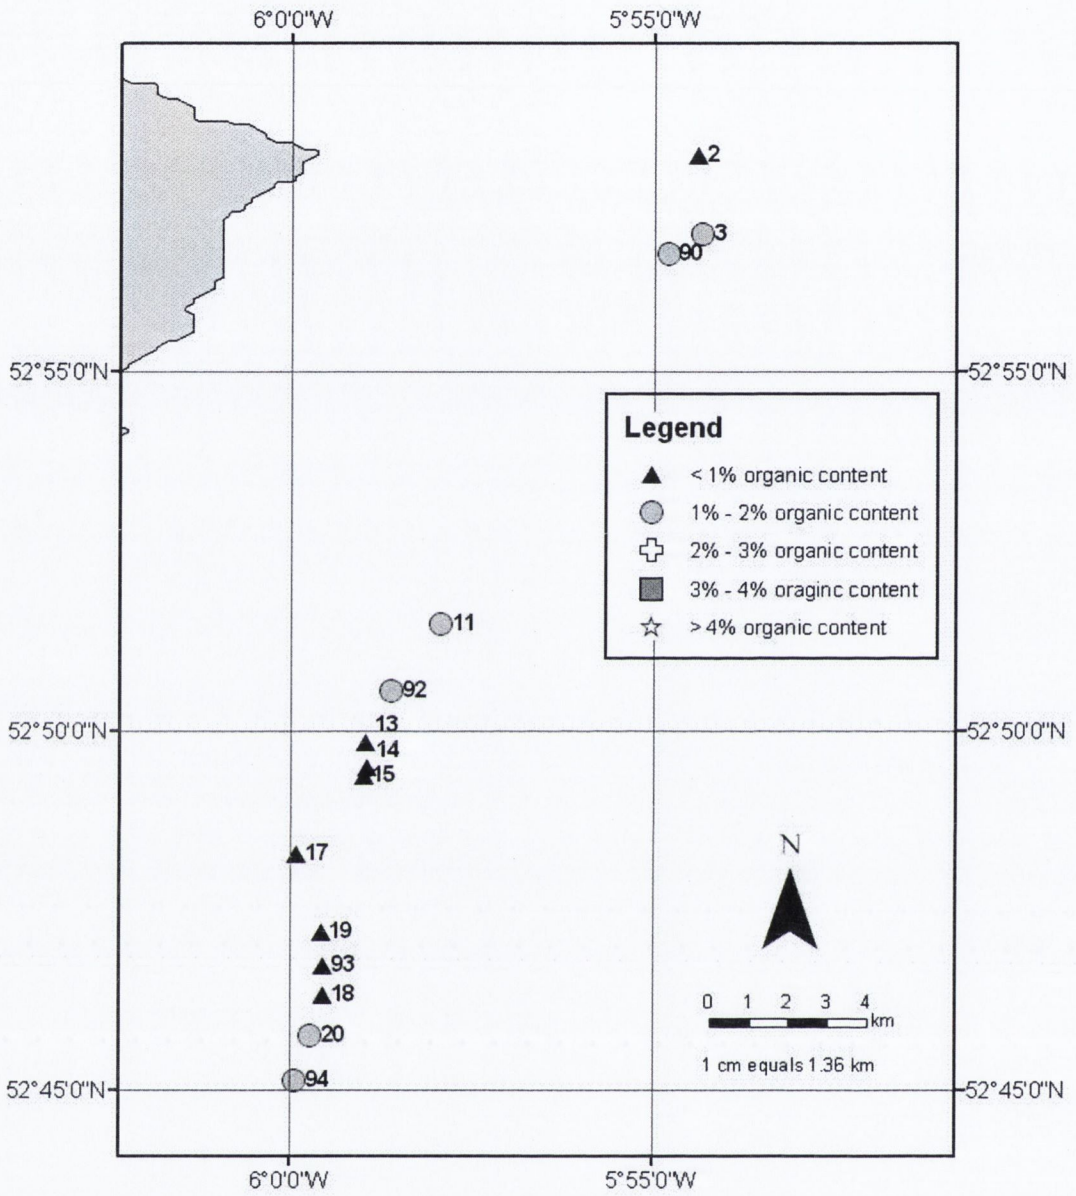 6°0'0"W
5°55'0"W
2
3
90
52°55'0"N
52°55'0"N
Legend
< 1% organic content
1% - 2% organic content
2% - 3% organic content
3% - 4% oraginc content
> 4% organic content
11
92
13
52°50'0"N
52°50'0"N
14
15
N
17
19
93
18
0 1 2 3 4
km
20
1 cm equals 1.36 km
94
52°45'0"N
52°45'0"N
6°0'0"W
5°55'0"W